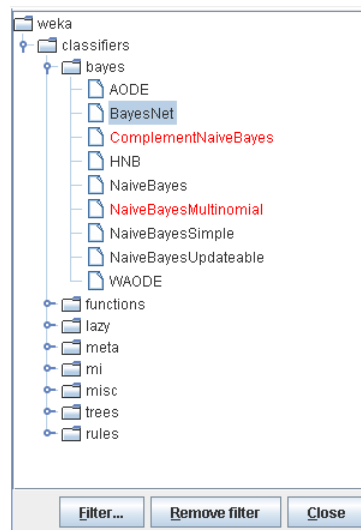 weka
classifiers
bayes
AODE
BayesNet
ComplementNaiveBayes
HNB
NaiveBayes
NaiveBayesMultinomial
NaiveBayesSimple
NaiveBayesUpdateable
WAODE
functions
lazy
meta
mi
misc
trees
rules
Filter... Remove filter Close